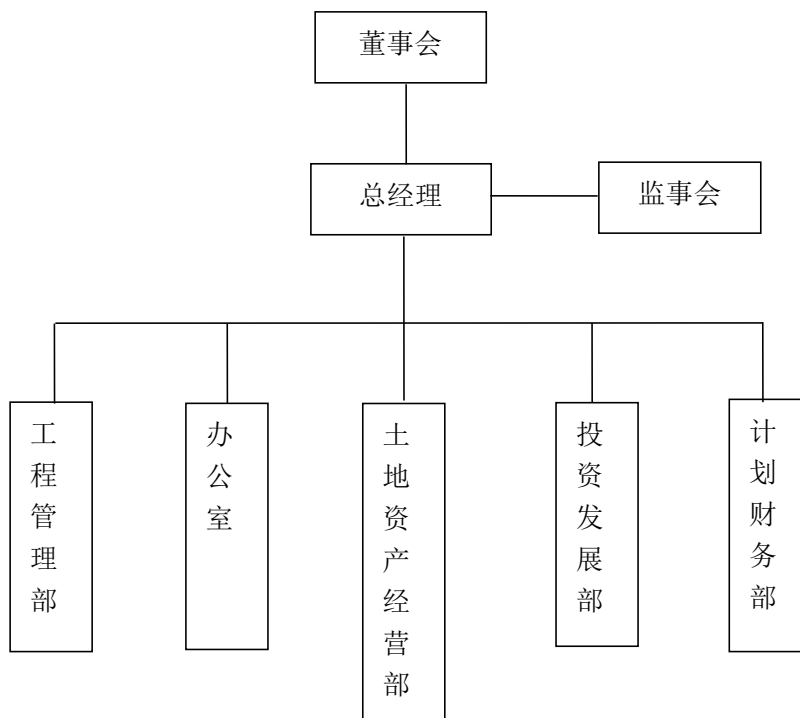 董事会
总经理
监事会
工程管理部
办公室
土地资产经营部
投资发展部
计划财务部